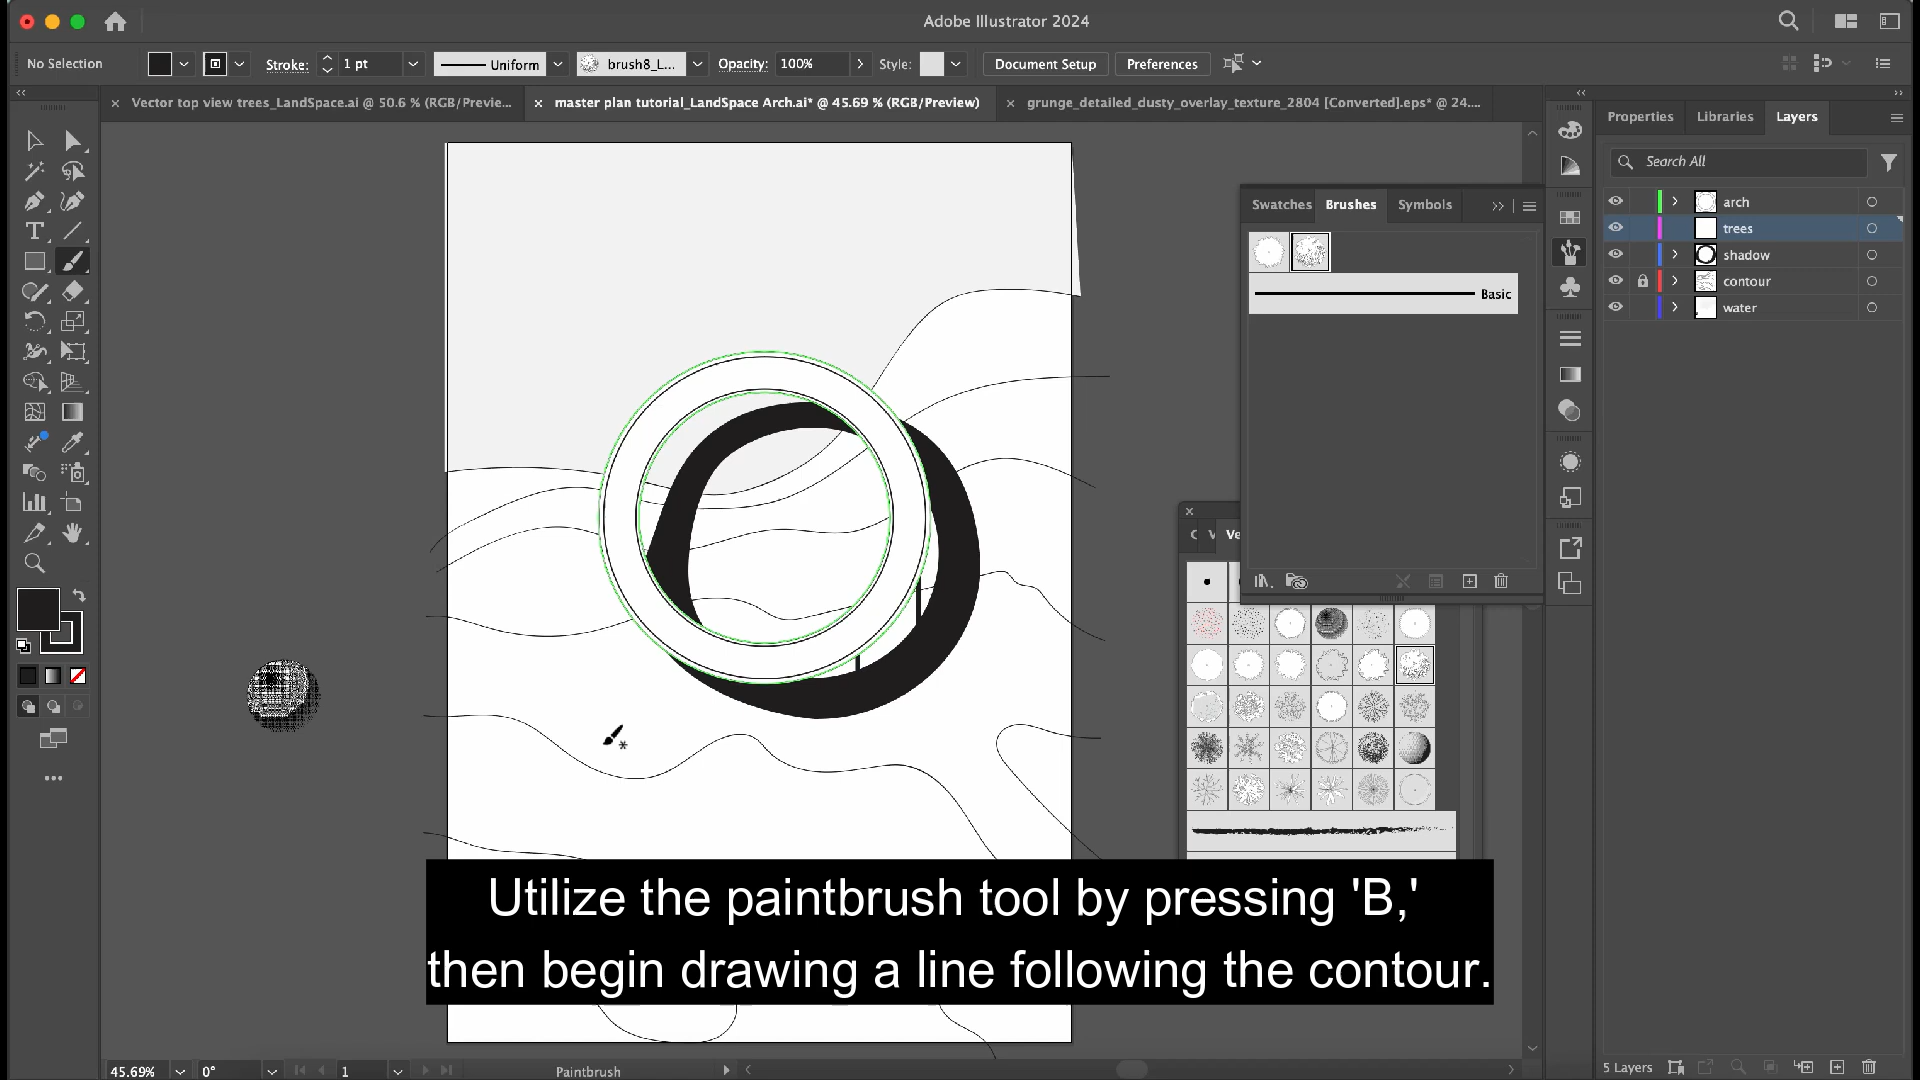 Adobe Illustrator 2024
No Selection
Stroke:
1 pt
Uniform
brush8_L...
Opacity:
100%
Style:
Document Setup
Preferences
Vector top view trees_LandSpace.ai @ 50.6 % (RGB/Previe...
master plan tutorial_LandSpace Arch.ai* @ 45.69 % (RGB/Preview)
grunge_detailed_dusty_overlay_texture_2804 [Converted].eps* @ 24....
Properties
Libraries
Layers
Search All
arch
trees
shadow
contour
water
Swatches
Brushes
Symbols
Basic
Ve
Utilize the paintbrush tool by pressing 'B,'
then begin drawing a line following the contour.
45.69%
0°
1
Paintbrush
5 Layers